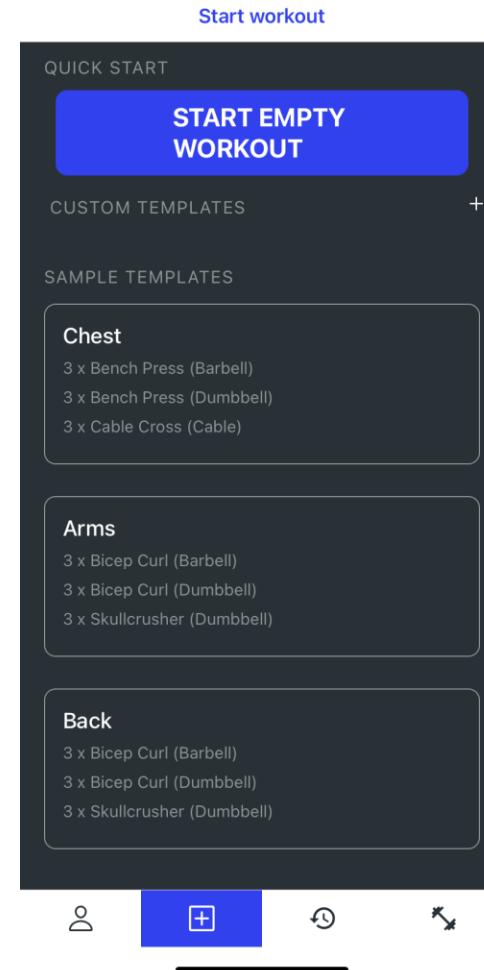 Start workout
QUICK START
START EMPTY
WORKOUT
CUSTOM TEMPLATES +
SAMPLE TEMPLATES
Chest
3 x Bench Press (Barbell)
3 x Bench Press (Dumbbell)
3 x Cable Cross (Cable)
Arms
3 x Bicep Curl (Barbell)
3 x Bicep Curl (Dumbbell)
3 x Skullcrusher (Dumbbell)
Back
3 x Bicep Curl (Barbell)
3 x Bicep Curl (Dumbbell)
3 x Skullcrusher (Dumbbell)